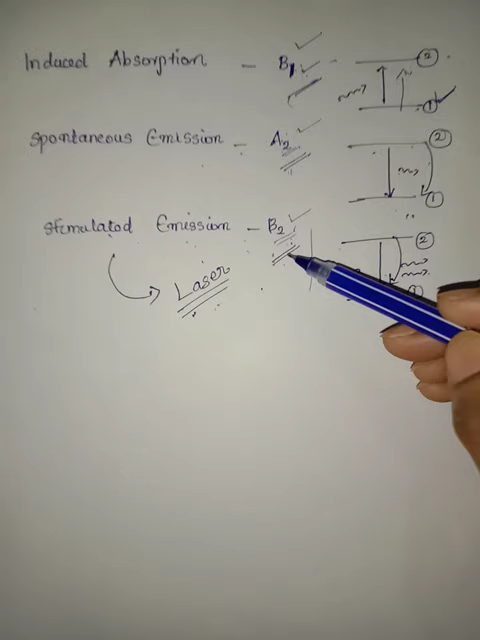 Induced Absorption - B1 - 2
1
Spontaneous Emission - A2 2
1
Stimulated Emission - B2 2
1
Laser